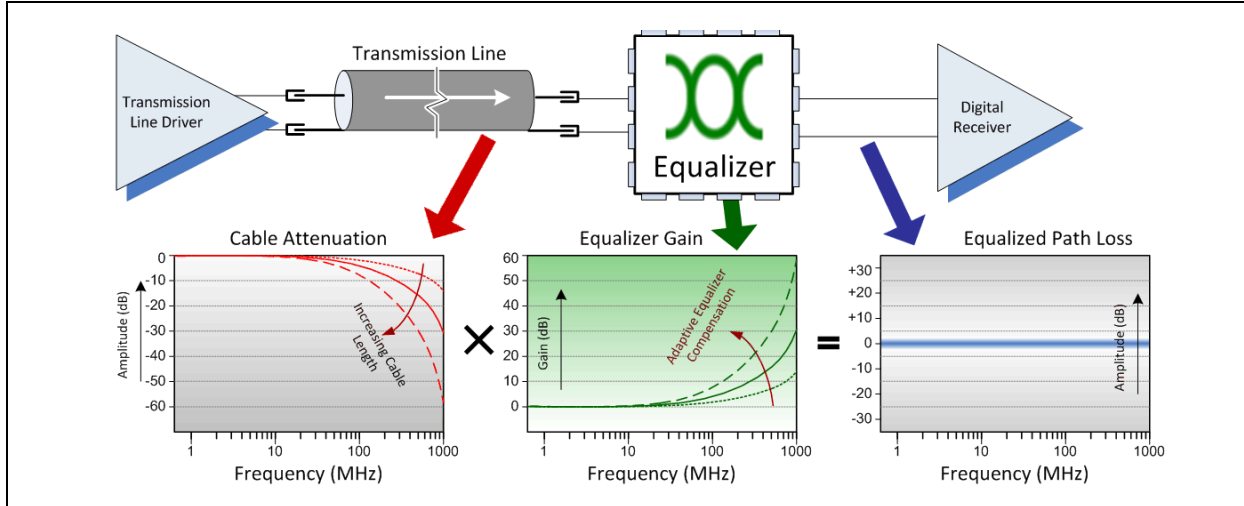 Transmission Line
Transmission
Line Driver
Equalizer
Digital
Receiver
Cable Attenuation
Amplitude (dB)
0
-10
-20
-30
-40
-50
-60
Increasing Cable
Length
1
10
100
1000
Frequency (MHz)
×
Equalizer Gain
Gain (dB)
60
50
40
30
20
10
0
Adaptive Equalizer
Compensation
1
10
100
1000
Frequency (MHz)
=
Equalized Path Loss
+30
+20
+10
0
-10
-20
-30
Amplitude (dB)
1
10
100
1000
Frequency (MHz)